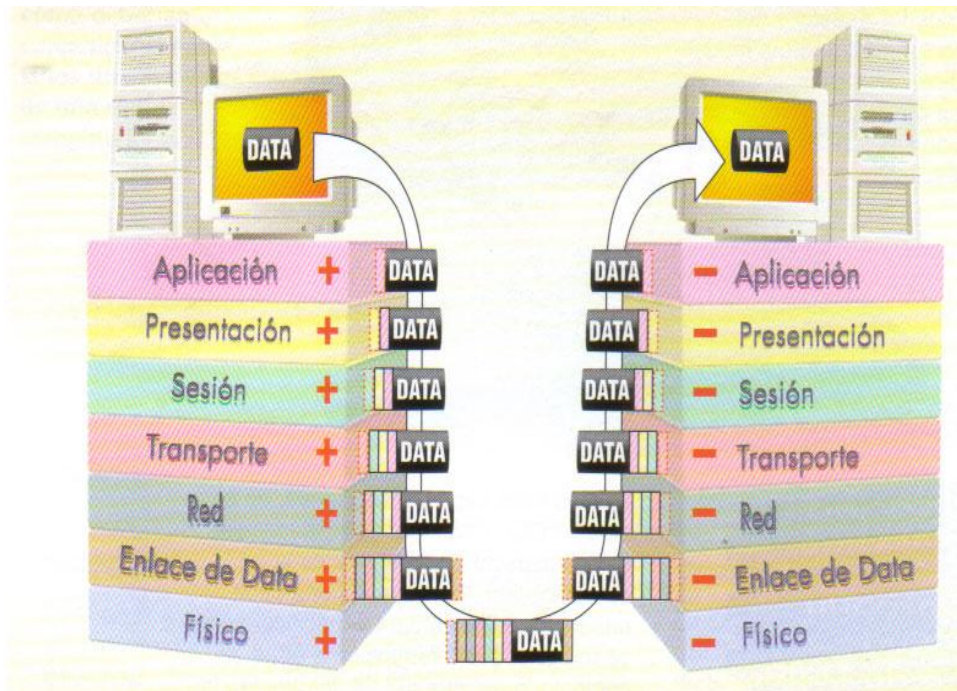 DATA DATA
Aplicación + DATA DATA - Aplicación
Presentación + DATA DATA - Presentación
Sesión + DATA DATA - Sesión
Transporte + DATA DATA - Transporte
Red + DATA DATA - Red
Enlace de Data + DATA DATA - Enlace de Data
Físico + DATA - Físico